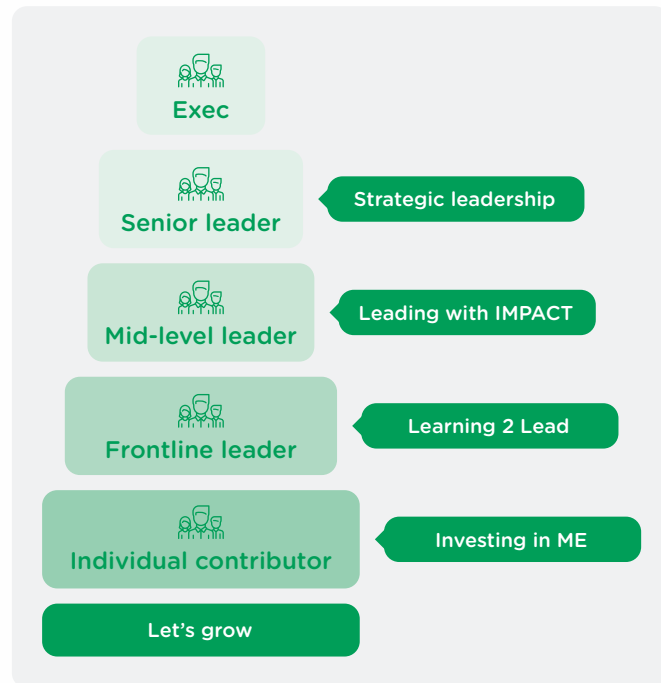 Exec
Senior leader
Strategic leadership
Mid-level leader
Leading with IMPACT
Frontline leader
Learning 2 Lead
Individual contributor
Investing in ME
Let’s grow